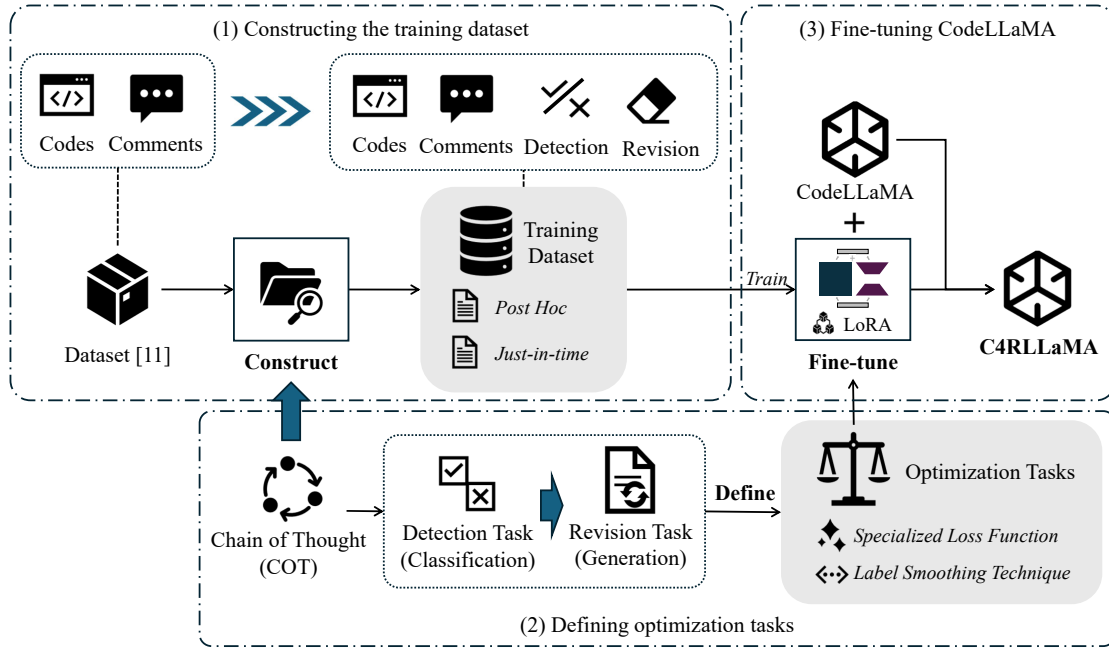 (1) Constructing the training dataset
Codes
Comments
Codes
Comments
Detection
Revision
Dataset [11]
Construct
Training
Dataset
Post Hoc
Just-in-time
(3) Fine-tuning CodeLLaMA
CodeLLaMA
+
Train
LoRA
Fine-tune
C4RLLaMA
Chain of Thought
(COT)
Detection Task
(Classification)
Revision Task
(Generation)
Define
Optimization Tasks
Specialized Loss Function
Label Smoothing Technique
(2) Defining optimization tasks